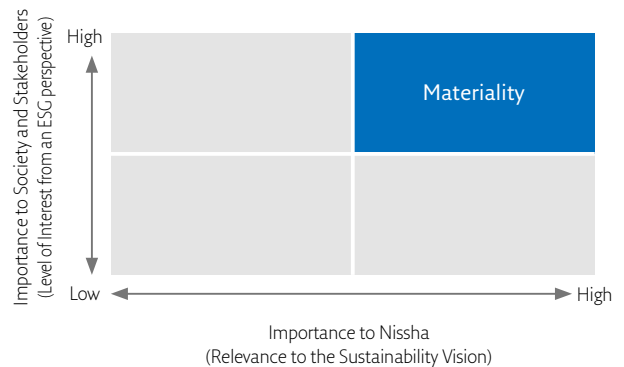 Importance to Society and Stakeholders
(Level of Interest from an ESG perspective)
High
Materiality
Low
High
Importance to Nissha
(Relevance to the Sustainability Vision)